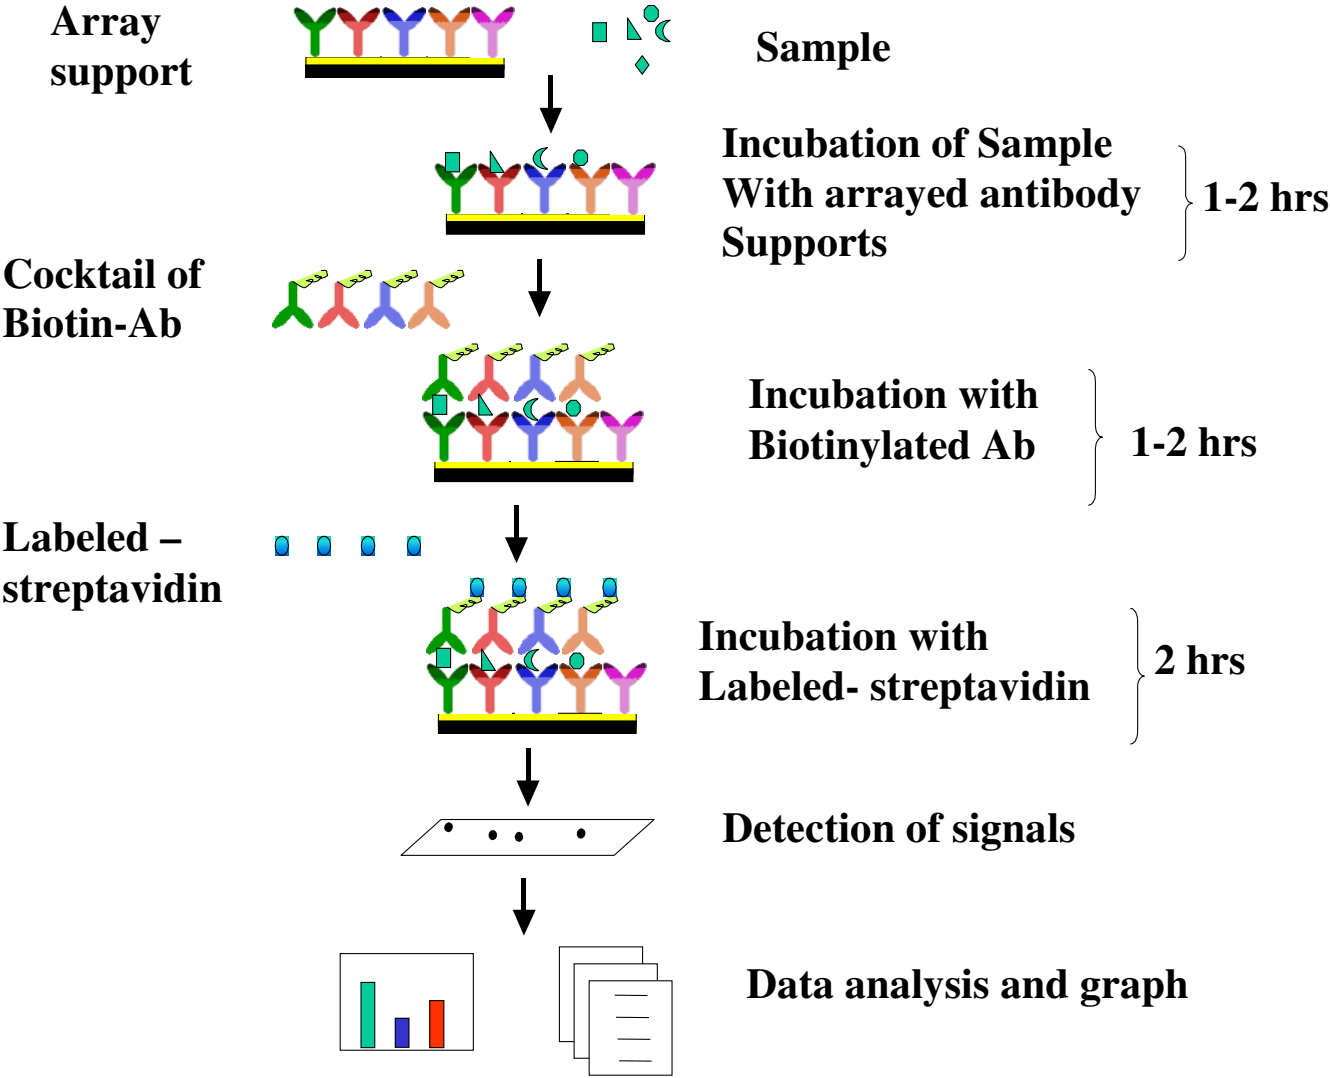 Array
support
Sample
Incubation of Sample
With arrayed antibody
Supports
1-2 hrs
Cocktail of
Biotin-Ab
Incubation with
Biotinylated Ab
1-2 hrs
Labeled –
streptavidin
Incubation with
Labeled- streptavidin
2 hrs
Detection of signals
Data analysis and graph